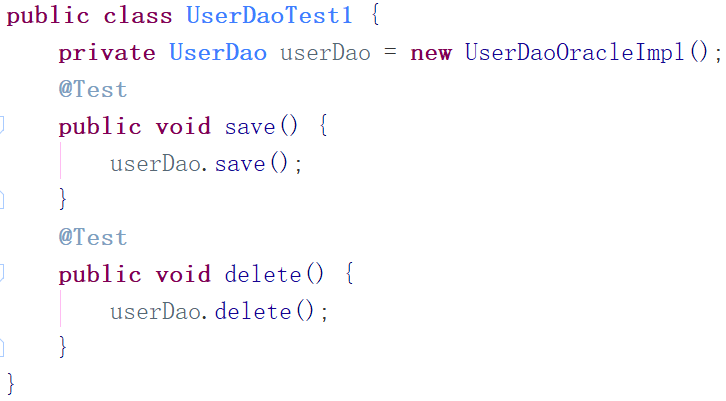 public class UserDaoTest1 {
    private UserDao userDao = new UserDaoOracleImpl();
    @Test
    public void save() {
        userDao.save();
    }
    @Test
    public void delete() {
        userDao.delete();
    }
}